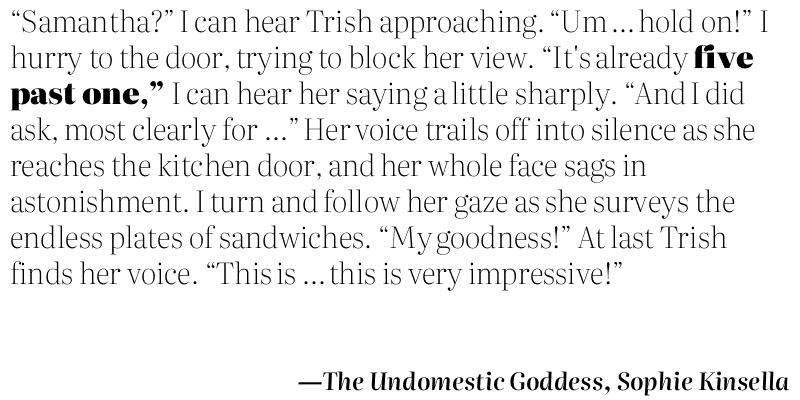 “Samantha?” I can hear Trish approaching. “Um … hold on!” I
hurry to the door, trying to block her view. “It's already five
past one,” I can hear her saying a little sharply. “And I did
ask, most clearly for …” Her voice trails off into silence as she
reaches the kitchen door, and her whole face sags in
astonishment. I turn and follow her gaze as she surveys the
endless plates of sandwiches. “My goodness!” At last Trish
finds her voice. “This is … this is very impressive!”
—The Undomestic Goddess, Sophie Kinsella